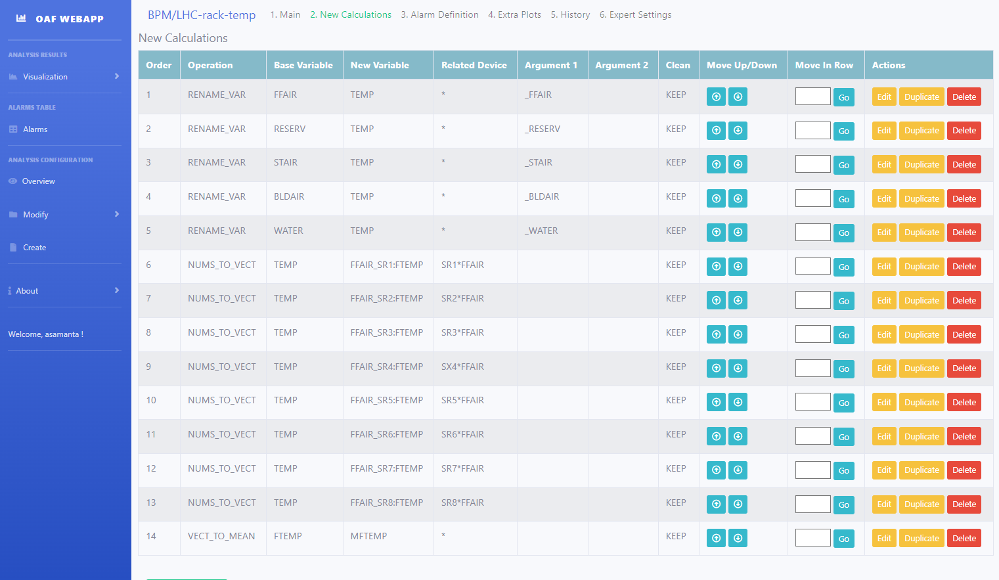 OAF WEBAPP
ANALYSIS RESULTS
Visualization
ALARMS TABLE
Alarms
ANALYSIS CONFIGURATION
Overview
Modify
Create
About
Welcome, asamanta !
BPM/LHC-rack-temp 1. Main 2. New Calculations 3. Alarm Definition 4. Extra Plots 5. History 6. Expert Settings
New Calculations
Order Operation Base Variable New Variable Related Device Argument 1 Argument 2 Clean Move Up/Down Move In Row Actions
1 RENAME_VAR FFAIR TEMP * _FFAIR KEEP Go Edit Duplicate Delete
2 RENAME_VAR RESERV TEMP * _RESERV KEEP Go Edit Duplicate Delete
3 RENAME_VAR STAIR TEMP * _STAIR KEEP Go Edit Duplicate Delete
4 RENAME_VAR BLDAIR TEMP * _BLDAIR KEEP Go Edit Duplicate Delete
5 RENAME_VAR WATER TEMP * _WATER KEEP Go Edit Duplicate Delete
6 NUMS_TO_VECT TEMP FFAIR_SR1:FTEMP SR1*FFAIR KEEP Go Edit Duplicate Delete
7 NUMS_TO_VECT TEMP FFAIR_SR2:FTEMP SR2*FFAIR KEEP Go Edit Duplicate Delete
8 NUMS_TO_VECT TEMP FFAIR_SR3:FTEMP SR3*FFAIR KEEP Go Edit Duplicate Delete
9 NUMS_TO_VECT TEMP FFAIR_SR4:FTEMP SX4*FFAIR KEEP Go Edit Duplicate Delete
10 NUMS_TO_VECT TEMP FFAIR_SR5:FTEMP SR5*FFAIR KEEP Go Edit Duplicate Delete
11 NUMS_TO_VECT TEMP FFAIR_SR6:FTEMP SR6*FFAIR KEEP Go Edit Duplicate Delete
12 NUMS_TO_VECT TEMP FFAIR_SR7:FTEMP SR7*FFAIR KEEP Go Edit Duplicate Delete
13 NUMS_TO_VECT TEMP FFAIR_SR8:FTEMP SR8*FFAIR KEEP Go Edit Duplicate Delete
14 VECT_TO_MEAN FTEMP MFTEMP * KEEP Go Edit Duplicate Delete